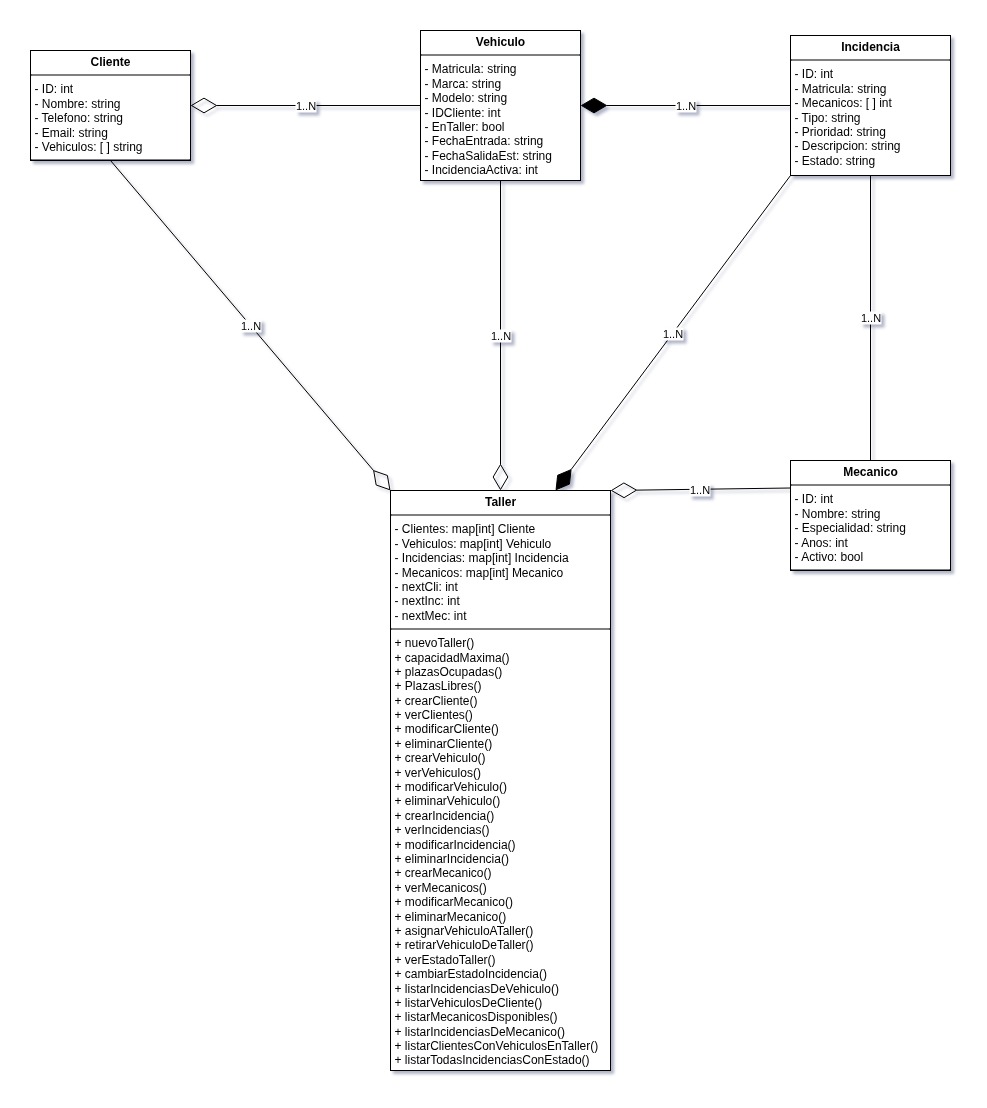 Cliente
- ID: int
- Nombre: string
- Telefono: string
- Email: string
- Vehiculos: [ ] string
1..N
Vehiculo
- Matricula: string
- Marca: string
- Modelo: string
- IDCliente: int
- EnTaller: bool
- FechaEntrada: string
- FechaSalidaEst: string
- IncidenciaActiva: int
1..N
Incidencia
- ID: int
- Matricula: string
- Mecanicos: [ ] int
- Tipo: string
- Prioridad: string
- Descripcion: string
- Estado: string
1..N
1..N
1..N
1..N
Taller
- Clientes: map[int] Cliente
- Vehiculos: map[int] Vehiculo
- Incidencias: map[int] Incidencia
- Mecanicos: map[int] Mecanico
- nextCli: int
- nextInc: int
- nextMec: int
+ nuevoTaller()
+ capacidadMaxima()
+ plazasOcupadas()
+ PlazasLibres()
+ crearCliente()
+ verClientes()
+ modificarCliente()
+ eliminarCliente()
+ crearVehiculo()
+ verVehiculos()
+ modificarVehiculo()
+ eliminarVehiculo()
+ crearIncidencia()
+ verIncidencias()
+ modificarIncidencia()
+ eliminarIncidencia()
+ crearMecanico()
+ verMecanicos()
+ modificarMecanico()
+ eliminarMecanico()
+ asignarVehiculoATaller()
+ retirarVehiculoDeTaller()
+ verEstadoTaller()
+ cambiarEstadoIncidencia()
+ listarIncidenciasDeVehiculo()
+ listarVehiculosDeCliente()
+ listarMecanicosDisponibles()
+ listarIncidenciasDeMecanico()
+ listarClientesConVehiculosEnTaller()
+ listarTodasIncidenciasConEstado()
1..N
Mecanico
- ID: int
- Nombre: string
- Especialidad: string
- Anos: int
- Activo: bool